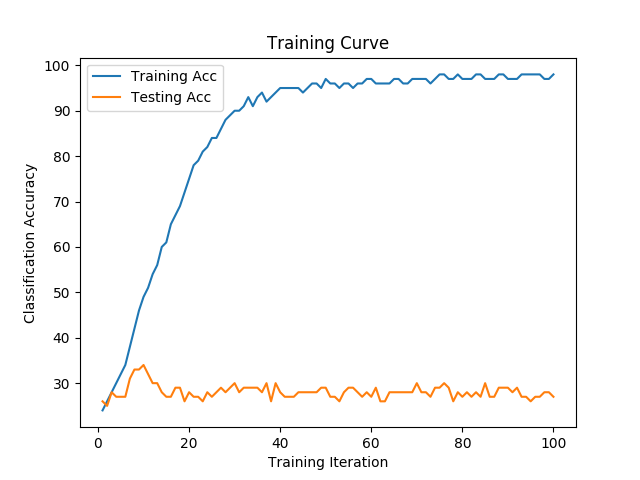 Training Curve
Training Acc
Testing Acc
Classification Accuracy
100
90
80
70
60
50
40
30
0 20 40 60 80 100
Training Iteration